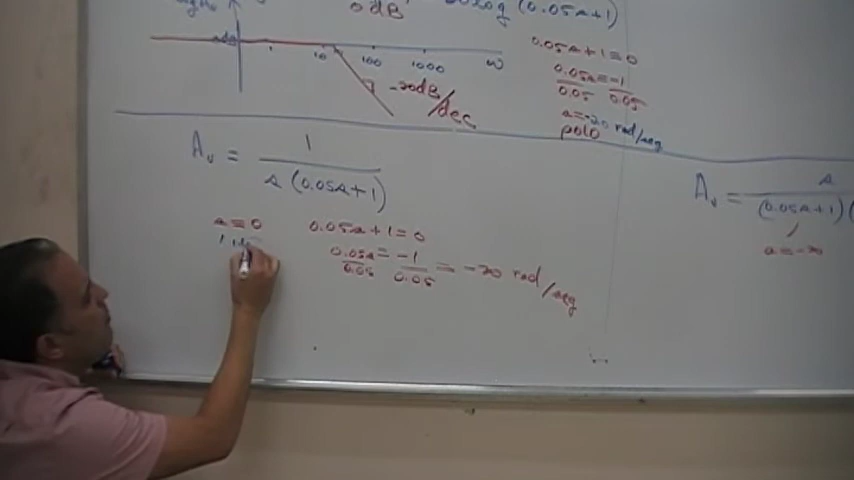 0dB
20log (0.05s+1)
0.05s+1=0
0.05s=-1
0.05 0.05
s=-20 rad/seg
polo
10 100 1000 ω
-20dB/dec
Av = 1
s (0.05s+1)
s=0
0.05s+1=0
0.05s = -1 = -20 rad/seg
0.05 0.05
Av = s
(0.05s+1)(
s=-20